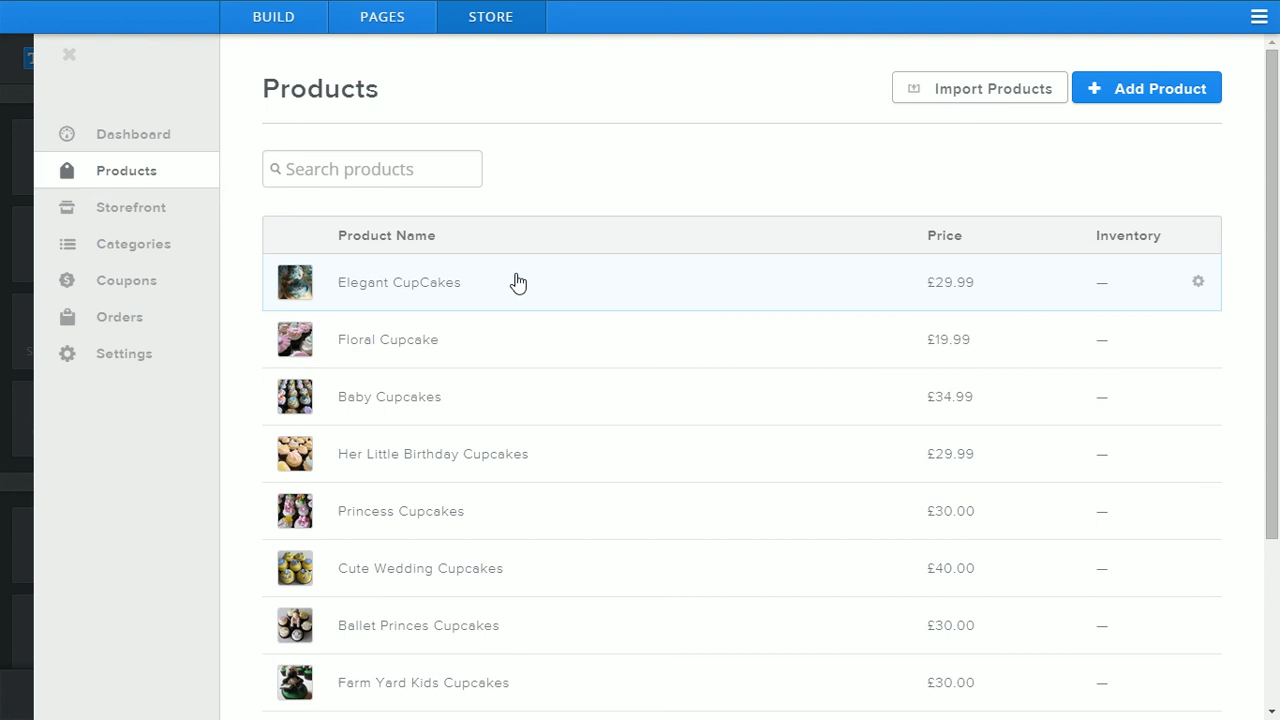 BUILD PAGES STORE
Products
Import Products
Add Product
Dashboard
Products
Storefront
Categories
Coupons
Orders
Settings
Search products
Product Name Price Inventory
Elegant CupCakes £29.99 —
Floral Cupcake £19.99 —
Baby Cupcakes £34.99 —
Her Little Birthday Cupcakes £29.99 —
Princess Cupcakes £30.00 —
Cute Wedding Cupcakes £40.00 —
Ballet Princes Cupcakes £30.00 —
Farm Yard Kids Cupcakes £30.00 —